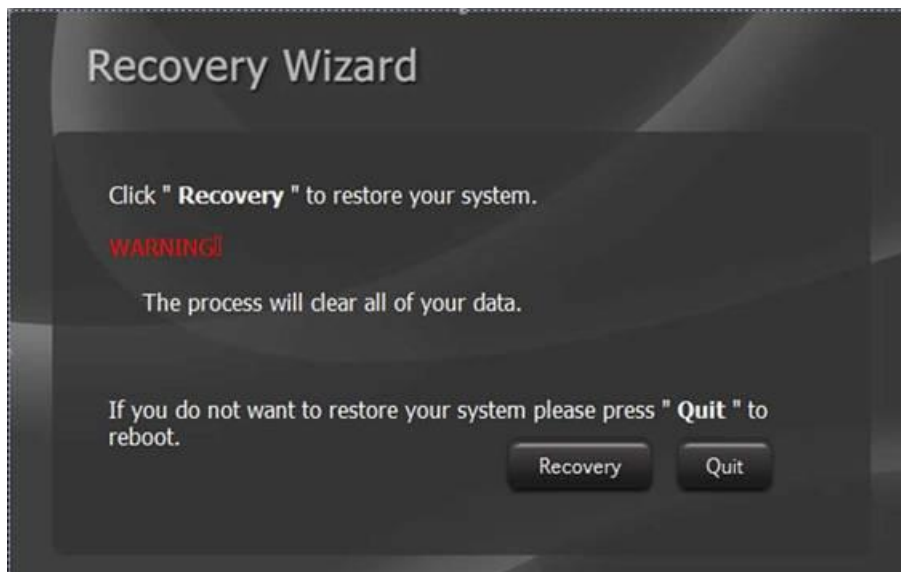 Recovery Wizard
Click " Recovery " to restore your system.
WARNING
The process will clear all of your data.
If you do not want to restore your system please press " Quit " to
reboot.
Recovery Quit